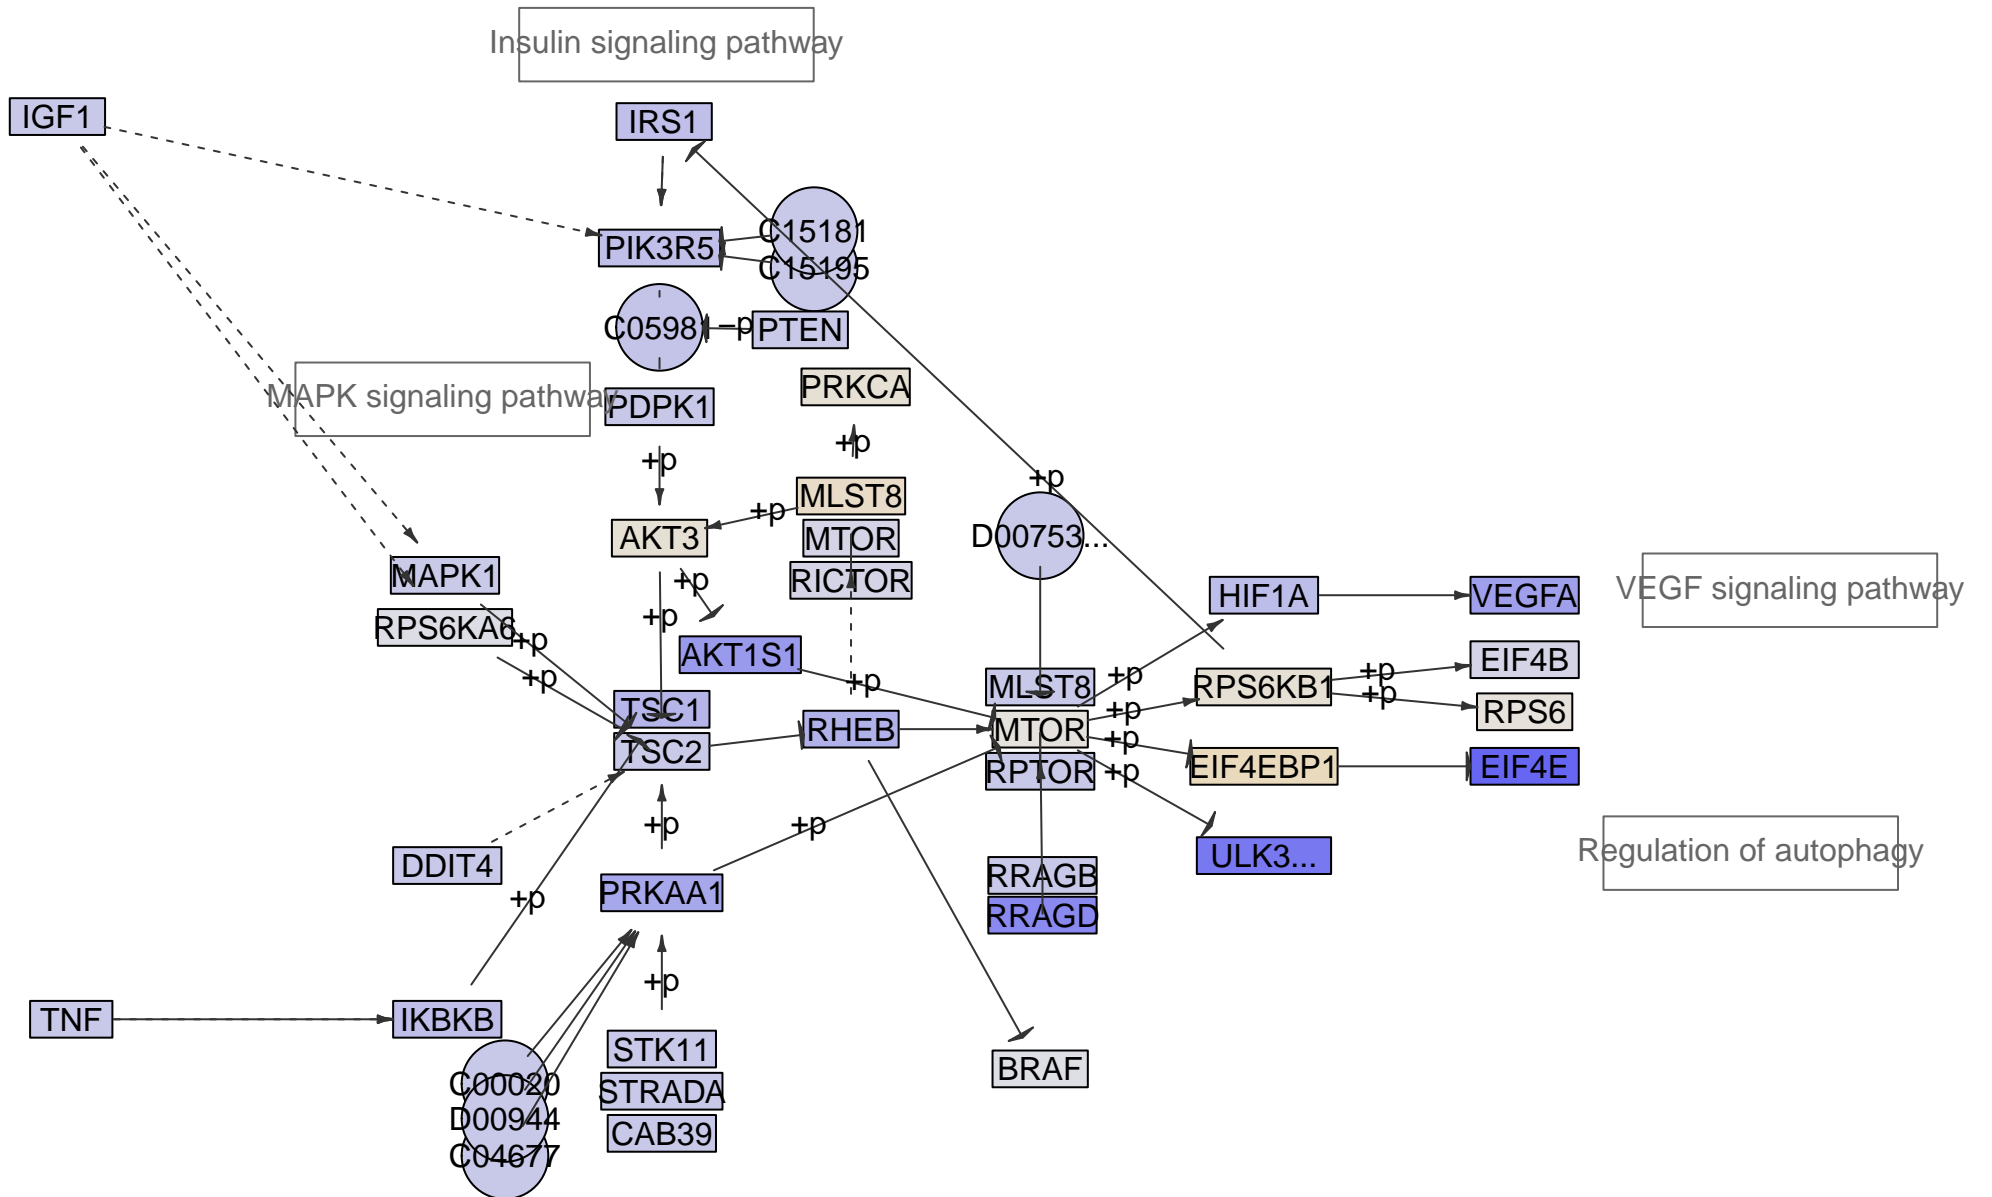 Insulin signaling pathway
IGF1
IRS1
C15181
PIK3R5
C15195
C0598
-p
PTEN
PRKCA
MAPK signaling pathway
PDPK1
+p
+p
+p
MLST8
+p
AKT3
MTOR
D00753...
MAPK1
+p
RICTOR
HIF1A
VEGFA
VEGF signaling pathway
RPS6KA6
+p
+p
AKT1S1
EIF4B
+p
+p
MLST8
+p
RPS6KB1
+p
+p
TSC1
RPS6
RHEB
MTOR
+p
+p
TSC2
RPTOR
+p
EIF4EBP1
EIF4E
+p
+p
DDIT4
ULK3...
Regulation of autophagy
RRAGB
+p
PRKAA1
RRAGD
+p
TNF
IKBKB
STK11
BRAF
C00020
STRADA
D00944
CAB39
C04677